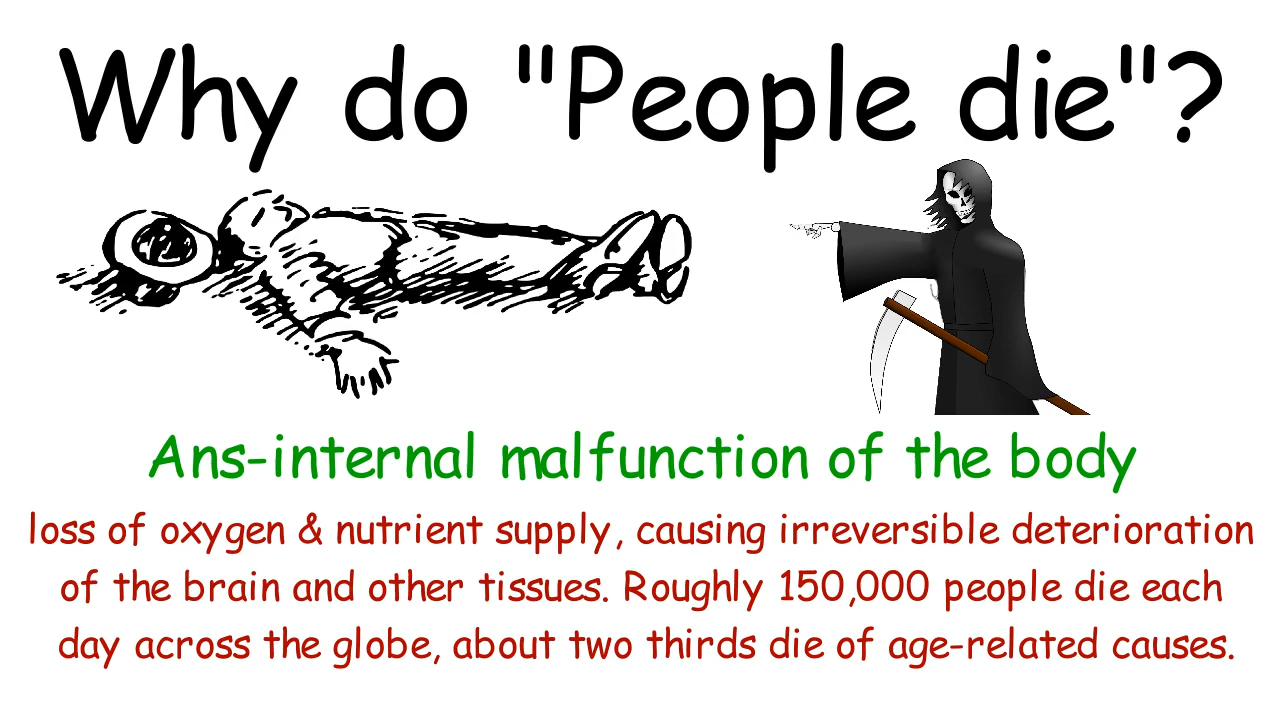 Why do "People die"?
Ans-internal malfunction of the body
loss of oxygen & nutrient supply, causing irreversible deterioration
of the brain and other tissues. Roughly 150,000 people die each
day across the globe, about two thirds die of age-related causes.